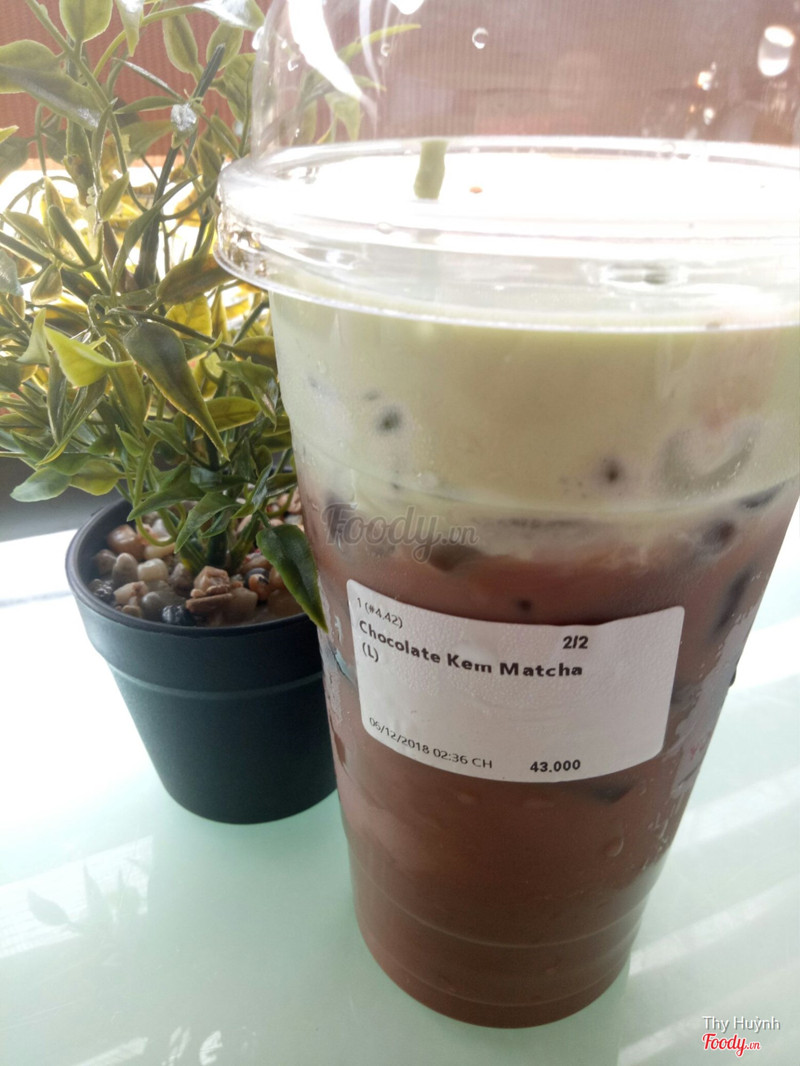 Foody.vn
1 (#4.42)
2/2
Chocolate Kem Matcha
(L)
06/12/2018 02:36 CH
43.000
Thy Huỳnh
Foody.vn